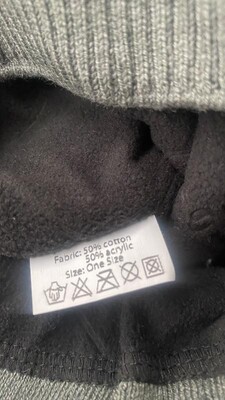 Fabric: 50% cotton
50% acrylic
Size: One Size